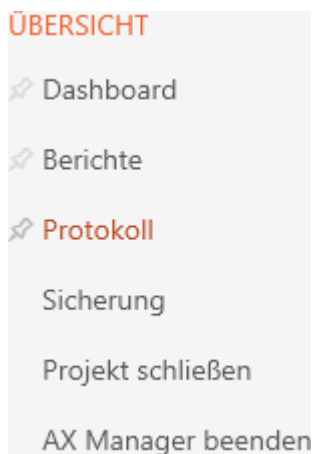 ÜBERSICHT
Dashboard
Berichte
Protokoll
Sicherung
Projekt schließen
AX Manager beenden